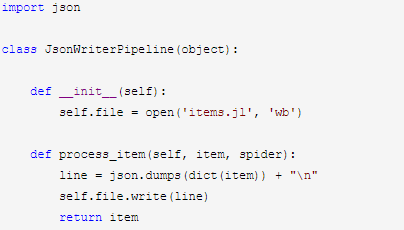 import json
class JsonWriterPipeline(object):
    def __init__(self):
        self.file = open('items.jl', 'wb')
    def process_item(self, item, spider):
        line = json.dumps(dict(item)) + "\n"
        self.file.write(line)
        return item